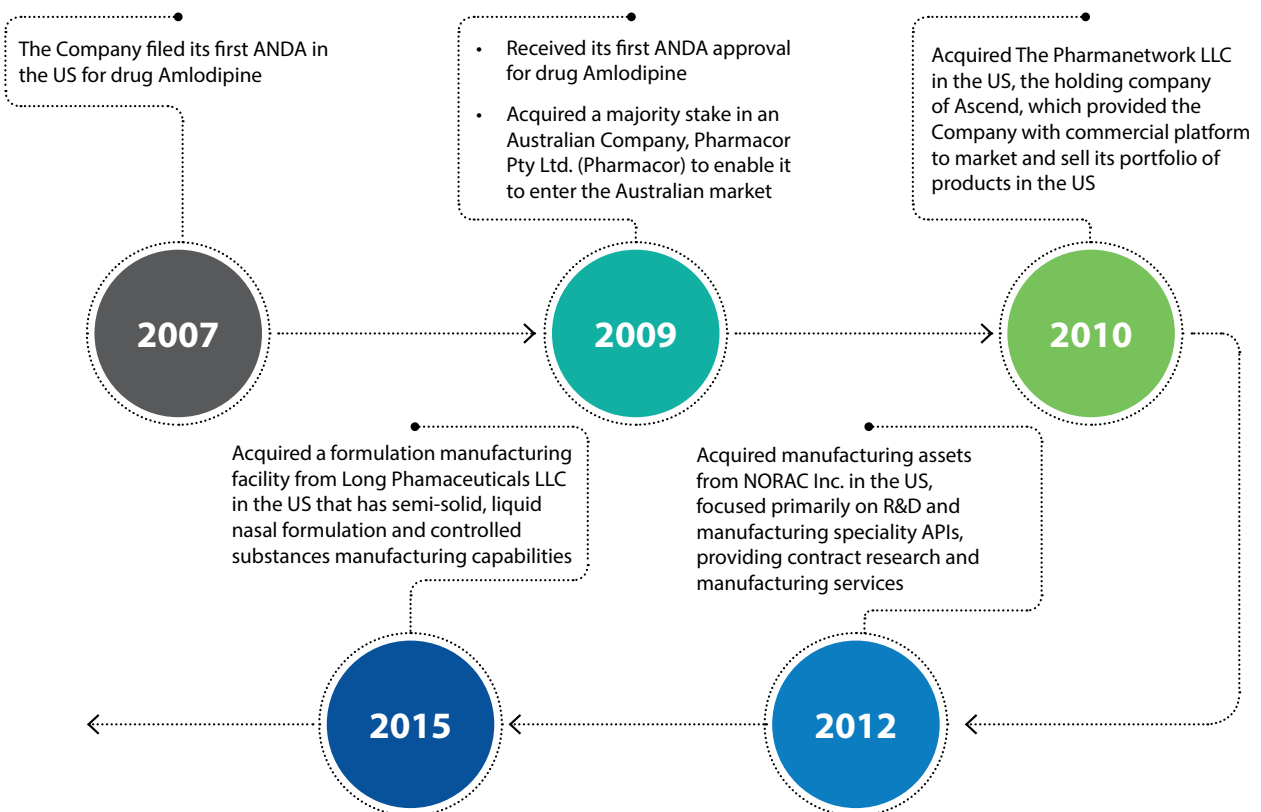 The Company filed its first ANDA in
the US for drug Amlodipine
• Received its first ANDA approval
for drug Amlodipine
• Acquired a majority stake in an
Australian Company, Pharmacor
Pty Ltd. (Pharmacor) to enable it
to enter the Australian market
Acquired The Pharmanetwork LLC
in the US, the holding company
of Ascend, which provided the
Company with commercial platform
to market and sell its portfolio of
products in the US
2007
2009
2010
Acquired manufacturing assets
from NORAC Inc. in the US,
focused primarily on R&D and
manufacturing speciality APIs,
providing contract research and
manufacturing services
2012
Acquired a formulation manufacturing
facility from Long Phamaceuticals LLC
in the US that has semi-solid, liquid
nasal formulation and controlled
substances manufacturing capabilities
2015